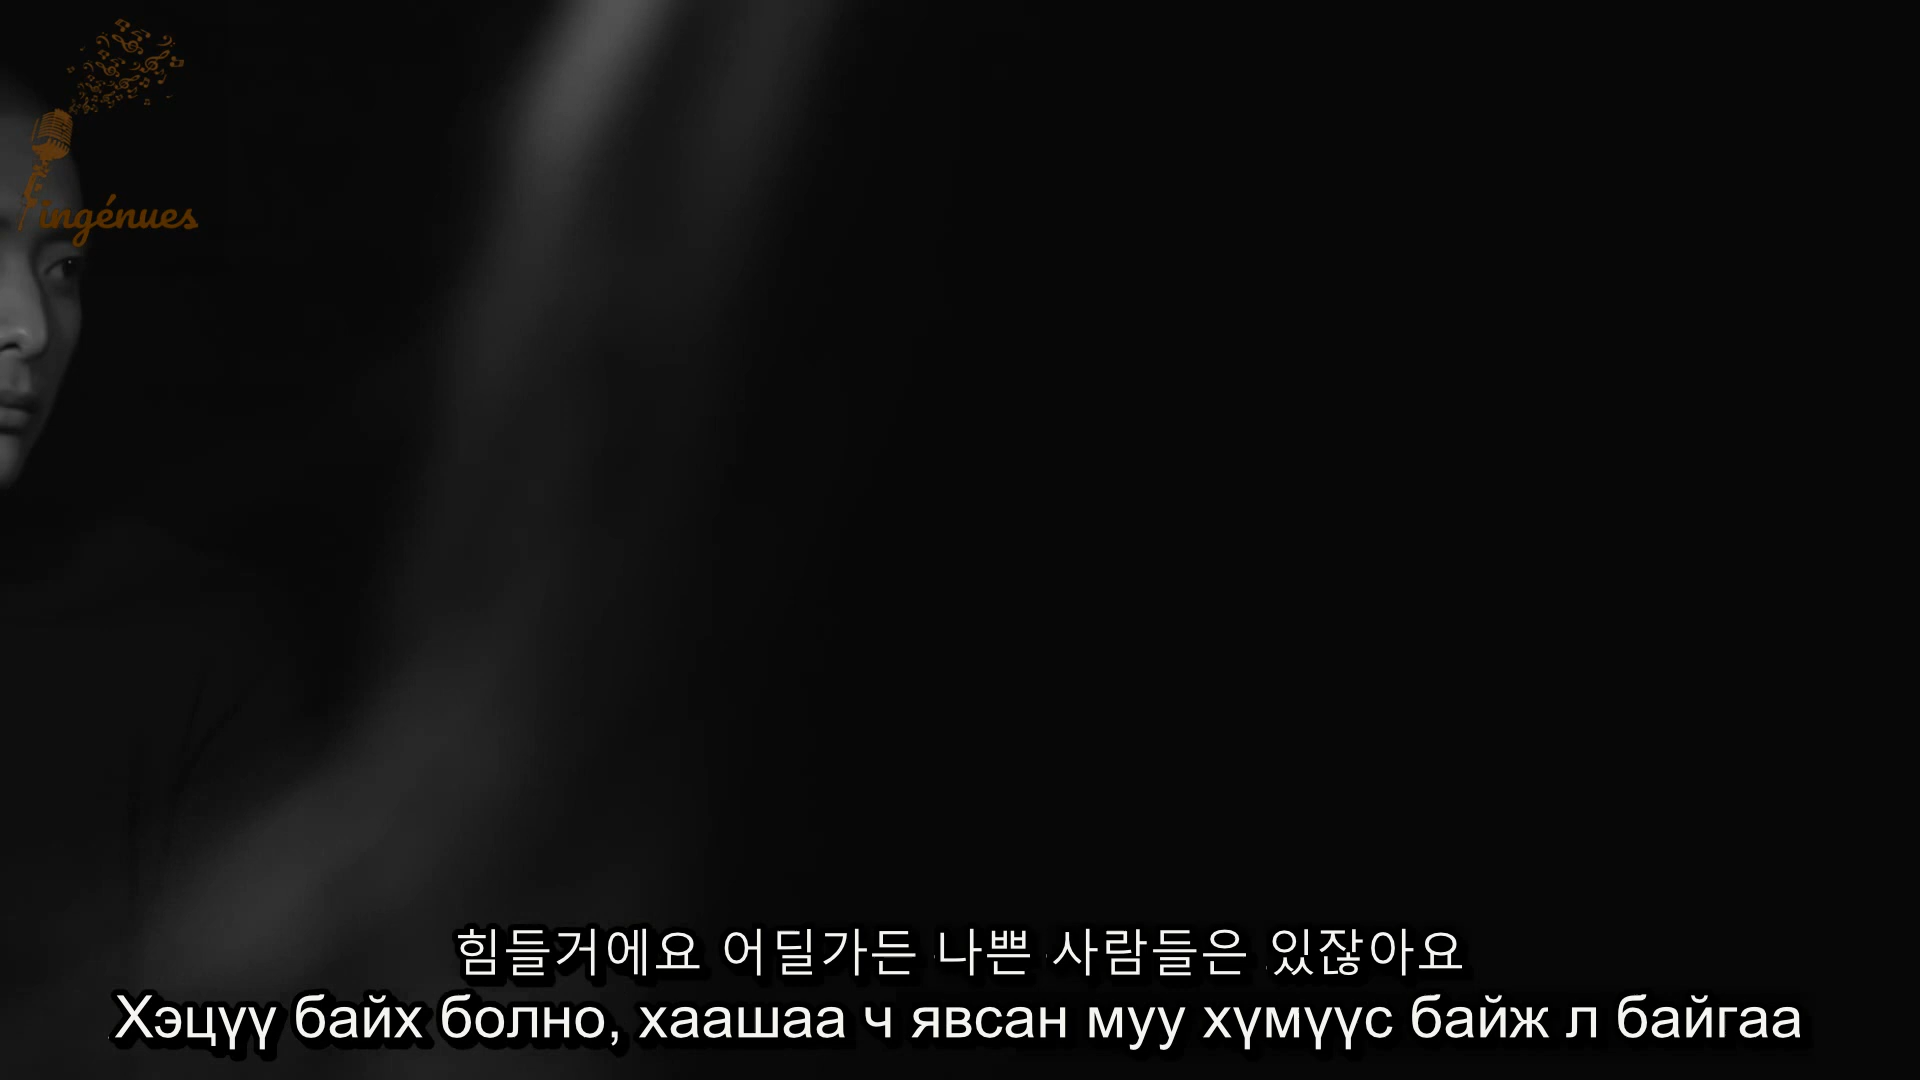 ingénues
힘들거에요 어딜가든 나쁜 사람들은 있잖아요
Хэцүү байх болно, хаашаа ч явсан муу хүмүүс байж л байгаа